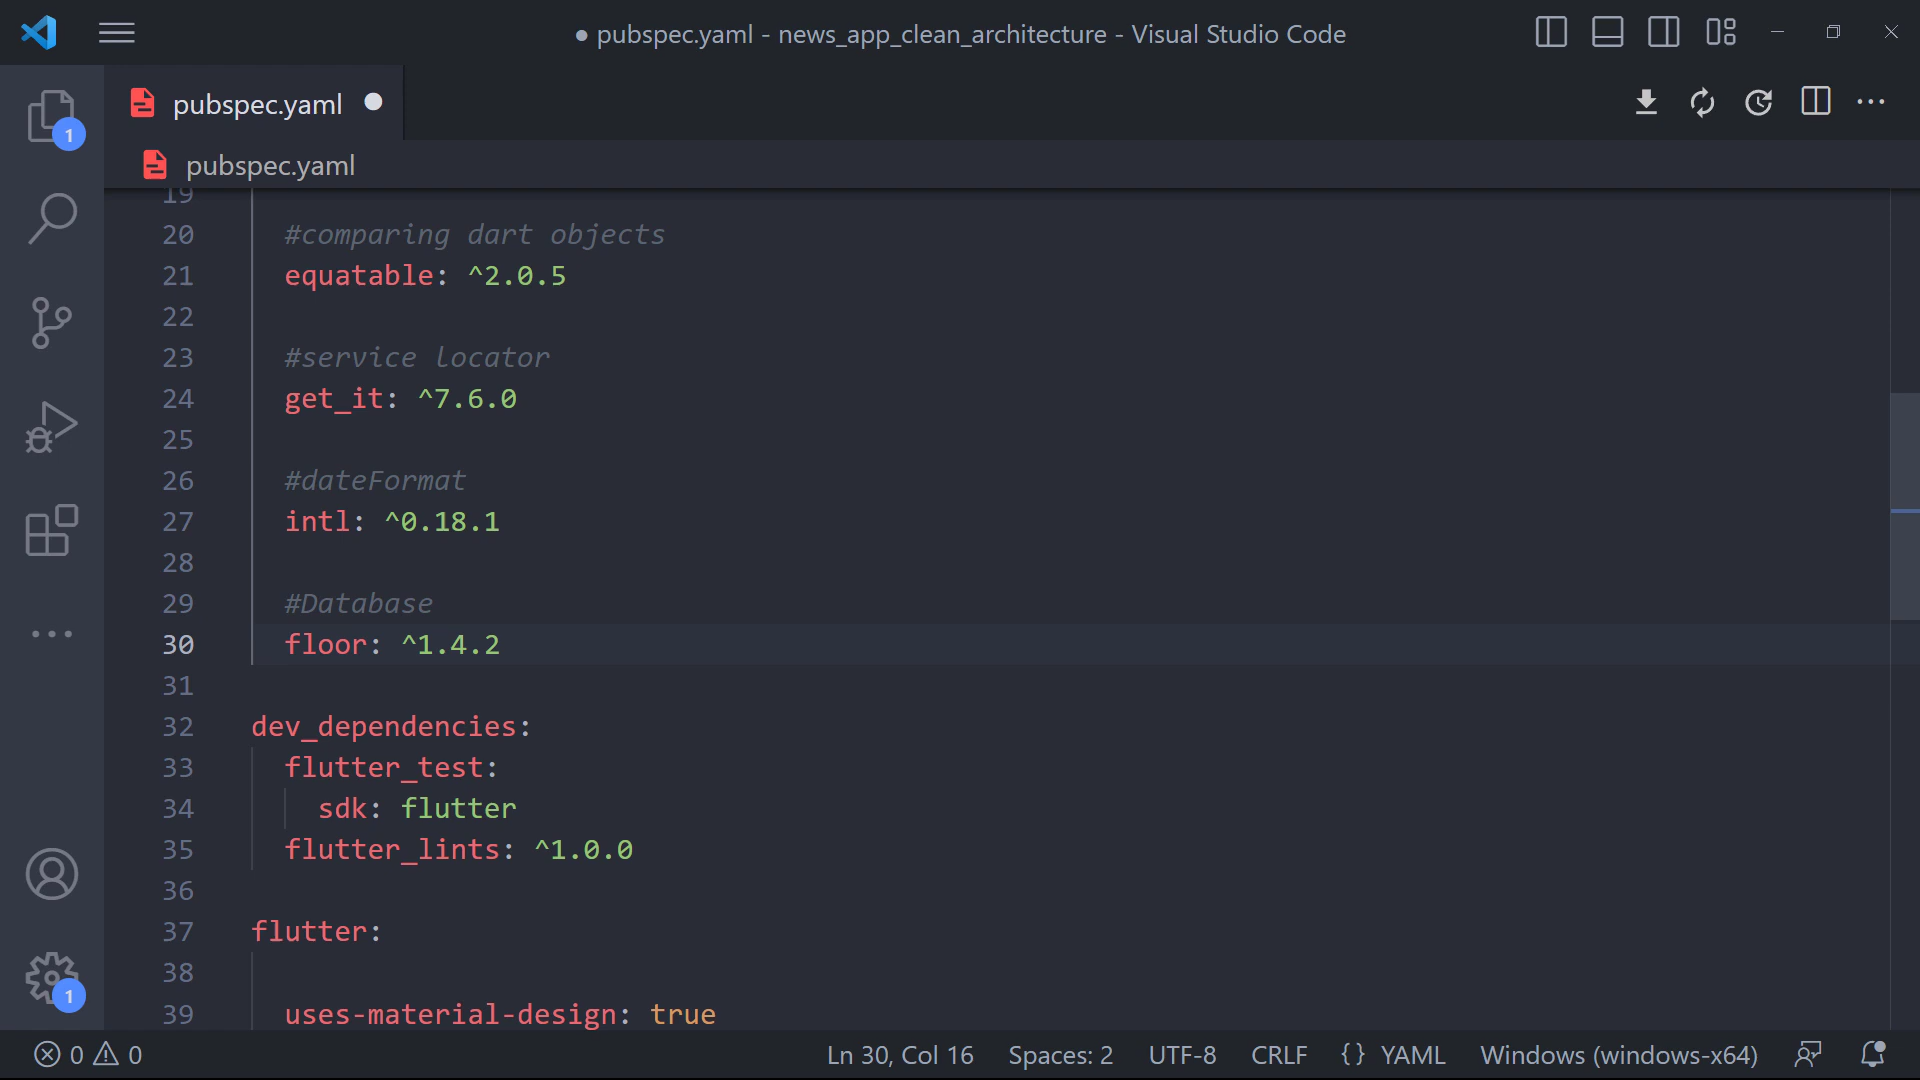 ● pubspec.yaml - news_app_clean_architecture - Visual Studio Code
pubspec.yaml
1
pubspec.yaml
19
20 #comparing dart objects
21 equatable: ^2.0.5
22
23 #service locator
24 get_it: ^7.6.0
25
26 #dateFormat
27 intl: ^0.18.1
28
29 #Database
30 floor: ^1.4.2
31
32 dev_dependencies:
33 flutter_test:
34 sdk: flutter
35 flutter_lints: ^1.0.0
36
37 flutter:
38
39 uses-material-design: true
1
0 0 Ln 30, Col 16 Spaces: 2 UTF-8 CRLF {} YAML Windows (windows-x64)